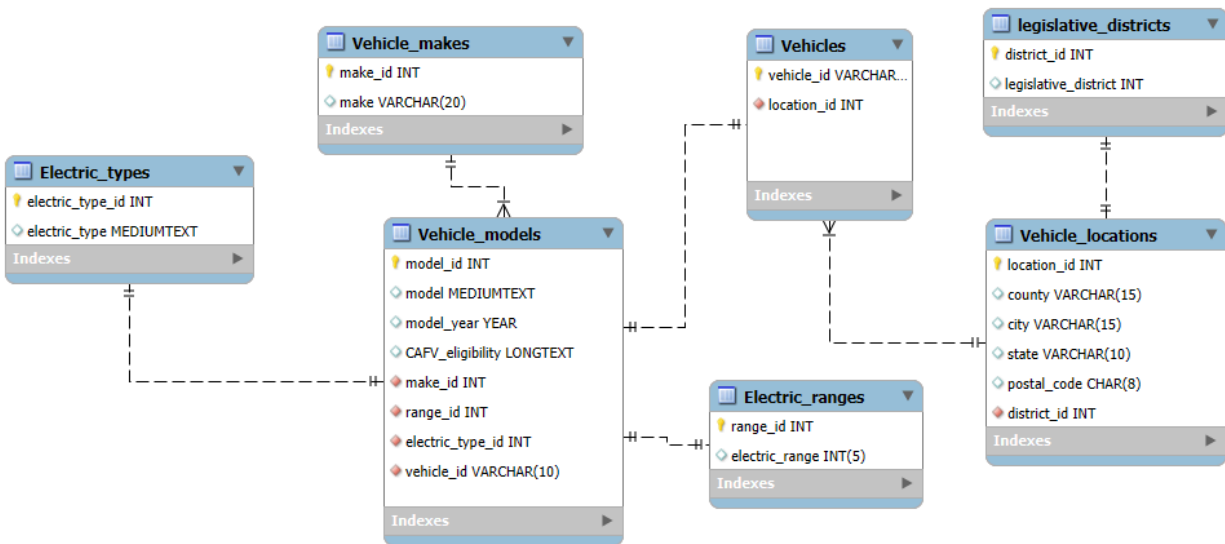 Vehicle_makes
make_id INT
make VARCHAR(20)
Indexes
Vehicles
vehicle_id VARCHAR...
location_id INT
Indexes
legislative_districts
district_id INT
legislative_district INT
Indexes
Electric_types
electric_type_id INT
electric_type MEDIUMTEXT
Indexes
Vehicle_models
model_id INT
model MEDIUMTEXT
model_year YEAR
CAFV_eligibility LONGTEXT
make_id INT
range_id INT
electric_type_id INT
vehicle_id VARCHAR(10)
Indexes
Electric_ranges
range_id INT
electric_range INT(5)
Indexes
Vehicle_locations
location_id INT
county VARCHAR(15)
city VARCHAR(15)
state VARCHAR(10)
postal_code CHAR(8)
district_id INT
Indexes